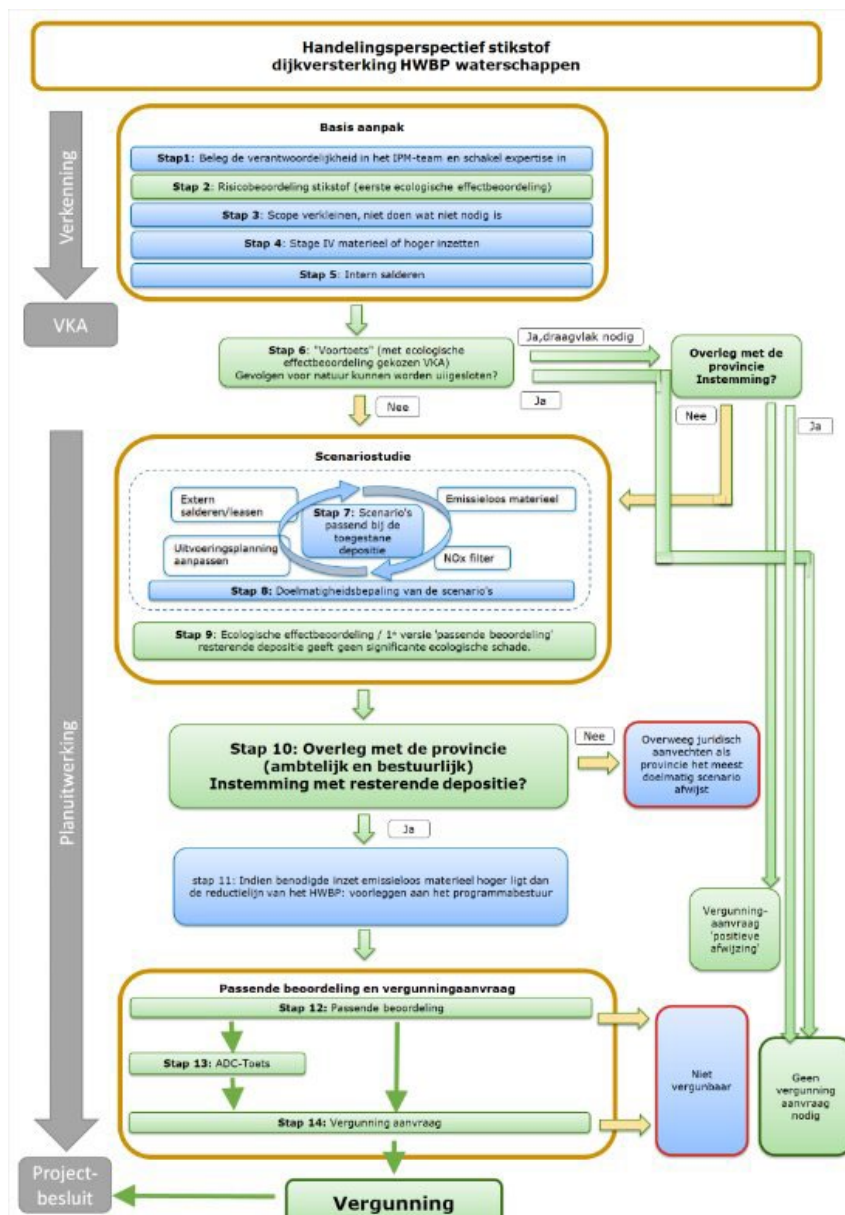 Handelingsperspectief stikstof
dijkversterking HWBP waterschappen
Verkenning
VKA
Basis aanpak
Stap1: Beleg de verantwoordelijkheid in het IPM-team en schakel expertise in
Stap 2: Risicobeoordeling stikstof (eerste ecologische effectbeoordeling)
Stap 3: Scope verkleinen, niet doen wat niet nodig is
Stap 4: Stage IV materieel of hoger inzetten
Stap 5: Intern salderen
Stap 6: "Voortoets" (met ecologische
effectbeoordeling gekozen VKA)
Gevolgen voor natuur kunnen worden uiigesloten?
Ja,draagvlak nodig
Ja
Overleg met de
provincie
Instemming?
Nee
Nee
Ja
Planuitwerking
Scenariostudie
Extern
salderen/leasen
Emissieloos materieel
Stap 7: Scenario's
passend bij de
toegestane
depositie
Uitvoeringsplanning
aanpassen
NOx filter
Stap 8: Doelmatigheidsbepaling van de scenario's
Stap 9: Ecologische effectbeoordeling / 1e versie 'passende beoordeling'
resterende depositie geeft geen significante ecologische schade.
Stap 10: Overleg met de provincie
(ambtelijk en bestuurlijk)
Instemming met resterende depositie?
Nee
Overweeg juridisch
aanvechten als
provincie het meest
doelmatig scenario
afwijst
Ja
stap 11: Indien benodigde inzet emissieloos materieel hoger ligt dan
de reductielijn van het HWBP: voorleggen aan het programmabestuur
Vergunning-
aanvraag
'positieve
afwijzing'
Passende beoordeling en vergunningaanvraag
Stap 12: Passende beoordeling
Stap 13: ADC-Toets
Stap 14: Vergunning aanvraag
Niet
vergunbaar
Geen
vergunning
aanvraag
nodig
Project-
besluit
Vergunning